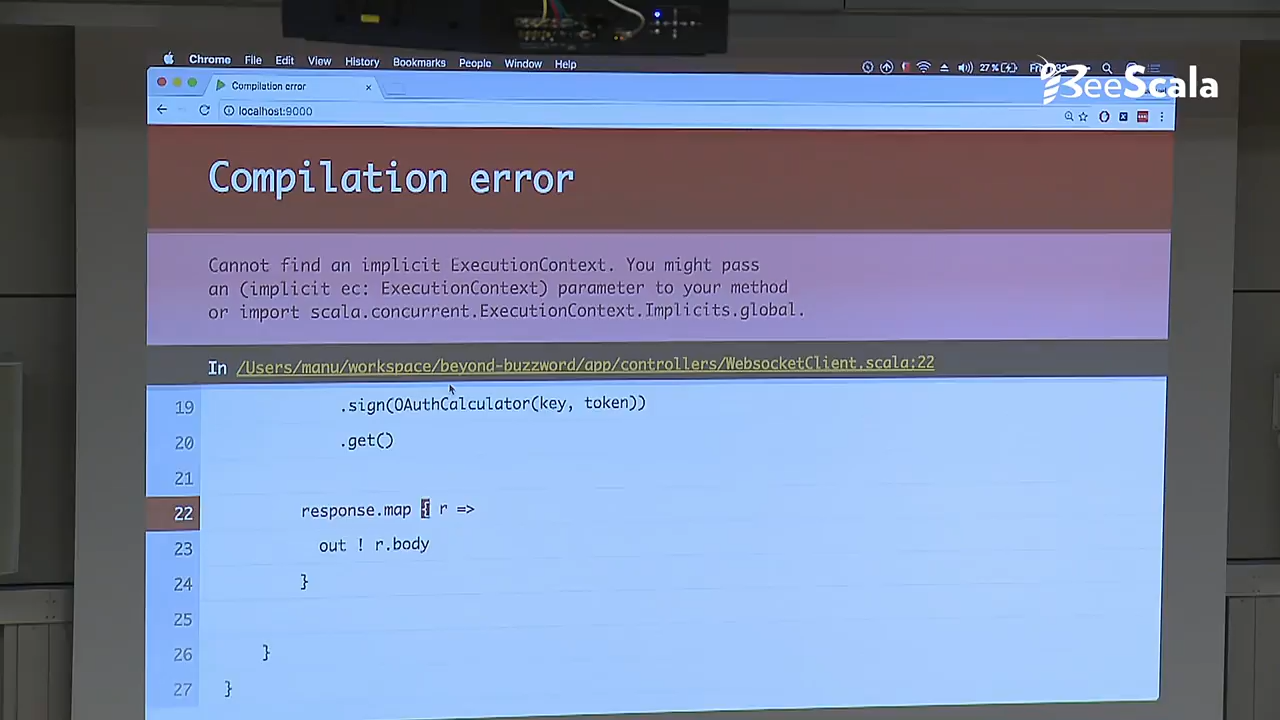 Chrome File Edit View History Bookmarks People Window Help
27%
BeeScala
Compilation error
localhost:9000
Compilation error
Cannot find an implicit ExecutionContext. You might pass
an (implicit ec: ExecutionContext) parameter to your method
or import scala.concurrent.ExecutionContext.Implicits.global.
In /Users/manu/workspace/beyond-buzzword/app/controllers/WebsocketClient.scala:22
19 .sign(OAuthCalculator(key, token))
20 .get()
21
22 response.map { r =>
23 out ! r.body
24 }
25
26 }
27 }